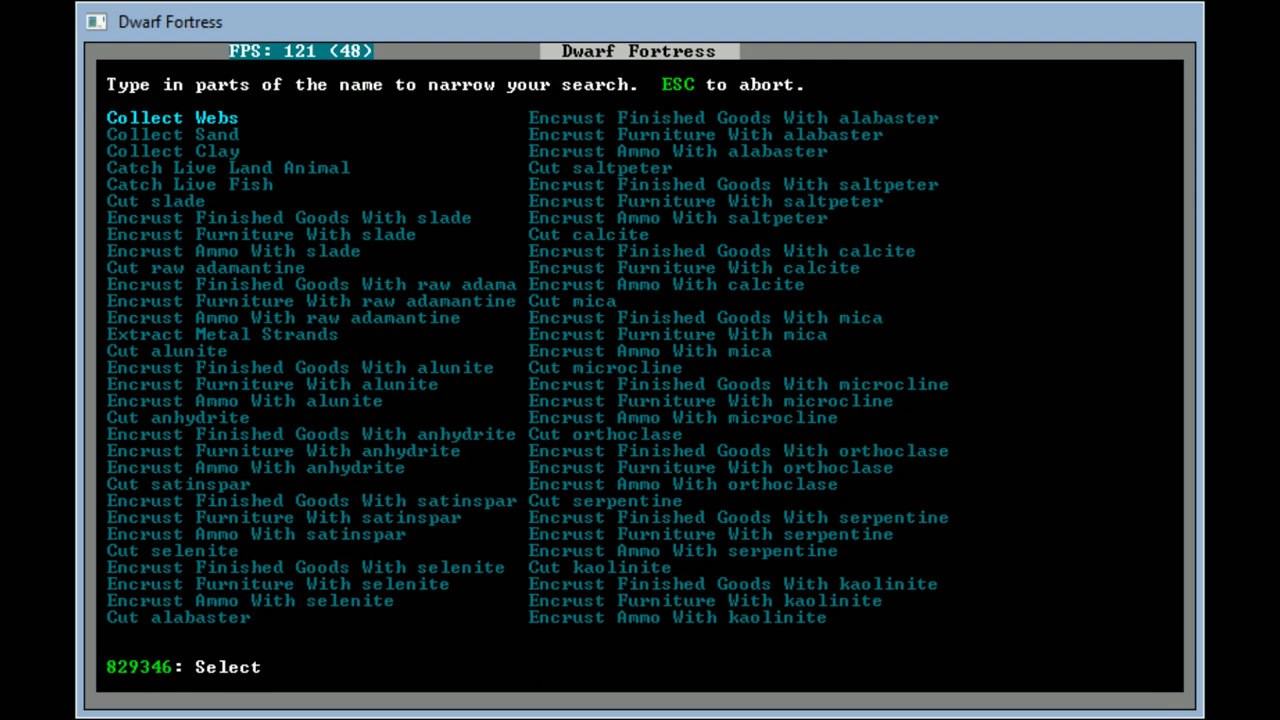 Dwarf Fortress
FPS: 121 (48)
Dwarf Fortress
Type in parts of the name to narrow your search. ESC to abort.
Collect Webs
Collect Sand
Collect Clay
Catch Live Land Animal
Catch Live Fish
Cut slade
Encrust Finished Goods With slade
Encrust Furniture With slade
Encrust Ammo With slade
Cut raw adamantine
Encrust Finished Goods With raw adama
Encrust Furniture With raw adamantine
Encrust Ammo With raw adamantine
Extract Metal Strands
Cut alunite
Encrust Finished Goods With alunite
Encrust Furniture With alunite
Encrust Ammo With alunite
Cut anhydrite
Encrust Finished Goods With anhydrite
Encrust Furniture With anhydrite
Encrust Ammo With anhydrite
Cut satinspar
Encrust Finished Goods With satinspar
Encrust Furniture With satinspar
Encrust Ammo With satinspar
Cut selenite
Encrust Finished Goods With selenite
Encrust Furniture With selenite
Encrust Ammo With selenite
Cut alabaster
Encrust Finished Goods With alabaster
Encrust Furniture With alabaster
Encrust Ammo With alabaster
Cut saltpeter
Encrust Finished Goods With saltpeter
Encrust Furniture With saltpeter
Encrust Ammo With saltpeter
Cut calcite
Encrust Finished Goods With calcite
Encrust Furniture With calcite
Encrust Ammo With calcite
Cut mica
Encrust Finished Goods With mica
Encrust Furniture With mica
Encrust Ammo With mica
Cut microcline
Encrust Finished Goods With microcline
Encrust Furniture With microcline
Encrust Ammo With microcline
Cut orthoclase
Encrust Finished Goods With orthoclase
Encrust Furniture With orthoclase
Encrust Ammo With orthoclase
Cut serpentine
Encrust Finished Goods With serpentine
Encrust Furniture With serpentine
Encrust Ammo With serpentine
Cut kaolinite
Encrust Finished Goods With kaolinite
Encrust Furniture With kaolinite
Encrust Ammo With kaolinite
829346: Select